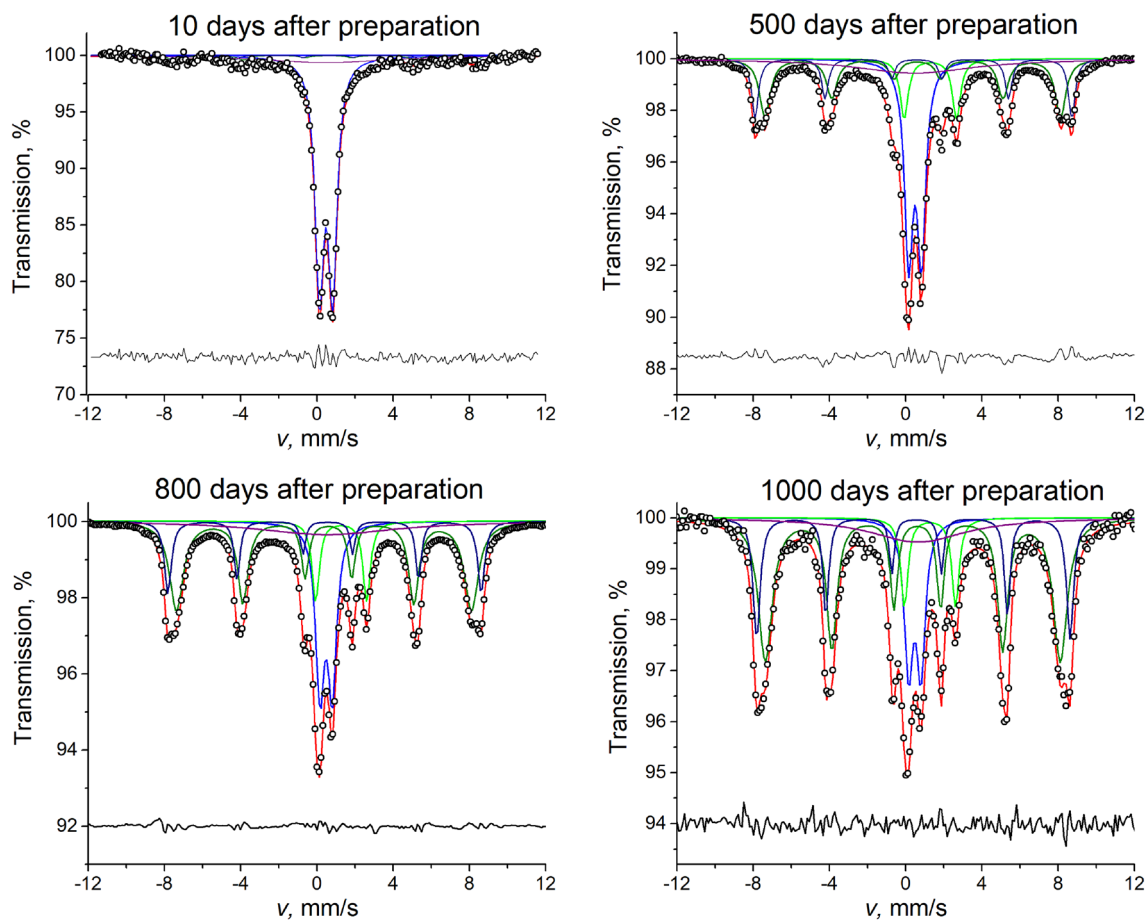 10 days after preparation
Transmission, %
100
95
90
85
80
75
70
-12 -8 -4 0 4 8 12
v, mm/s
500 days after preparation
Transmission, %
100
98
96
94
92
90
88
-12 -8 -4 0 4 8 12
v, mm/s
800 days after preparation
Transmission, %
100
98
96
94
92
-12 -8 -4 0 4 8 12
v, mm/s
1000 days after preparation
Transmission, %
100
99
98
97
96
95
94
-12 -8 -4 0 4 8 12
v, mm/s